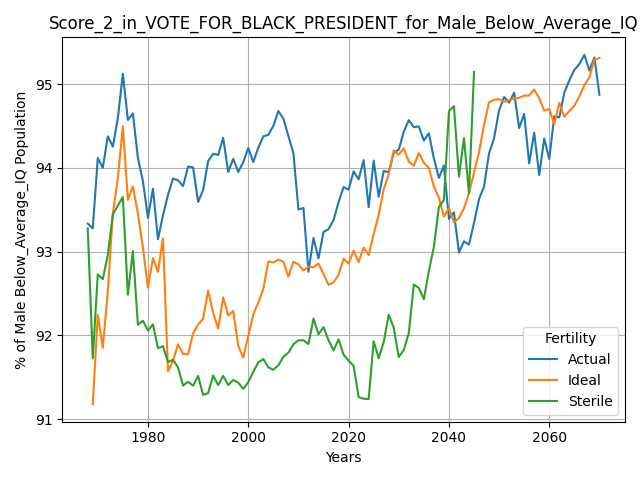 Score_2_in_VOTE_FOR_BLACK_PRESIDENT_for_Male_Below_Average_IQ
% of Male Below_Average_IQ Population
95
94
93
92
91
1980
2000
2020
2040
2060
Years
Fertility
Actual
Ideal
Sterile